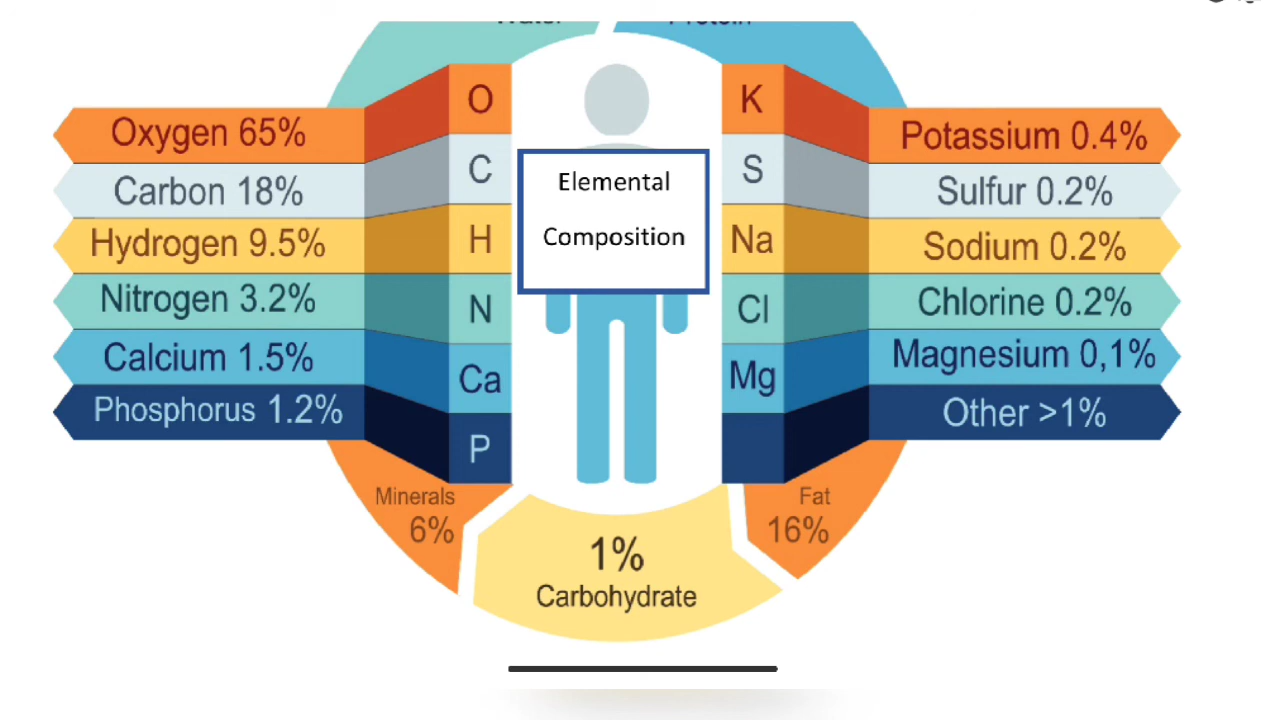 Oxygen 65%
Carbon 18%
Hydrogen 9.5%
Nitrogen 3.2%
Calcium 1.5%
Phosphorus 1.2%
O
C
H
N
Ca
P
Elemental
Composition
K
S
Na
Cl
Mg
Potassium 0.4%
Sulfur 0.2%
Sodium 0.2%
Chlorine 0.2%
Magnesium 0,1%
Other >1%
Minerals
6%
1%
Carbohydrate
Fat
16%